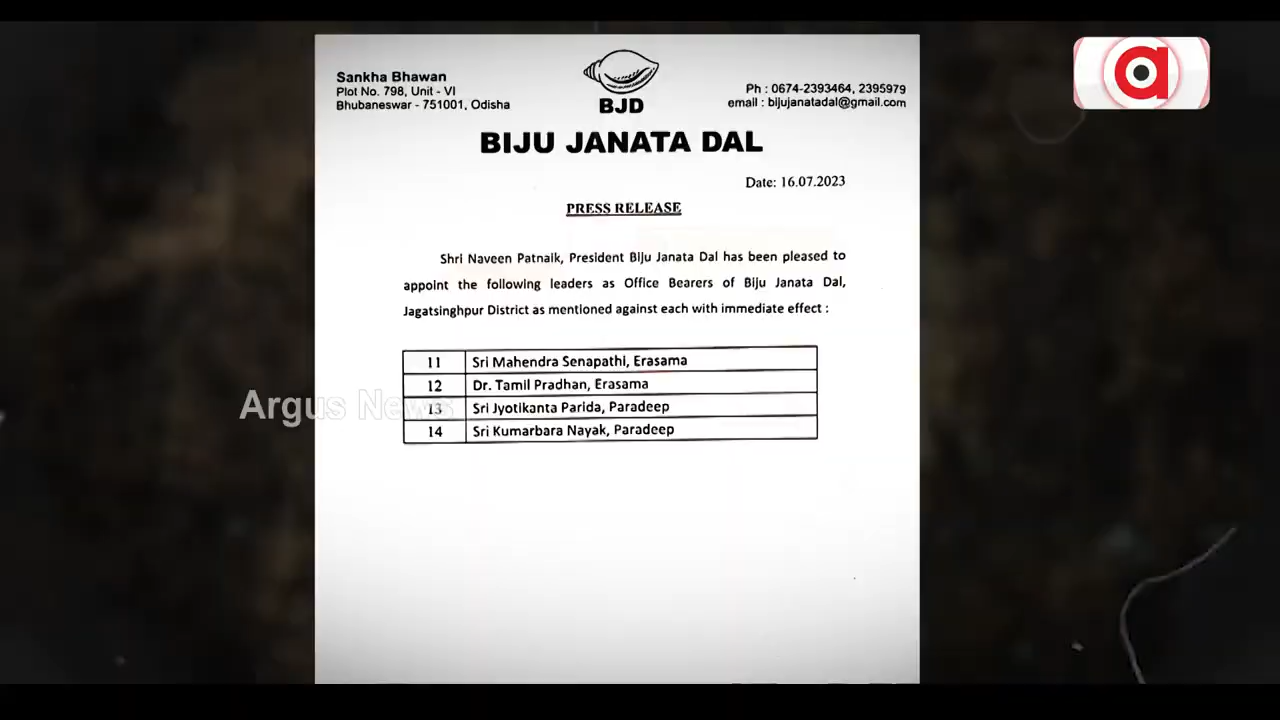 Sankha Bhawan
Plot No. 798, Unit - VI
Bhubaneswar - 751001, Odisha
BJD
Ph : 0674-2393464, 2395979
email : bijujanatadal@gmail.com
a
BIJU JANATA DAL
Date: 16.07.2023
PRESS RELEASE
Shri Naveen Patnaik, President Biju Janata Dal has been pleased to
appoint the following leaders as Office Bearers of Biju Janata Dal,
Jagatsinghpur District as mentioned against each with immediate effect :
11 Sri Mahendra Senapathi, Erasama
12 Dr. Tamil Pradhan, Erasama
13 Sri Jyotikanta Parida, Paradeep
14 Sri Kumarbara Nayak, Paradeep
Argus News